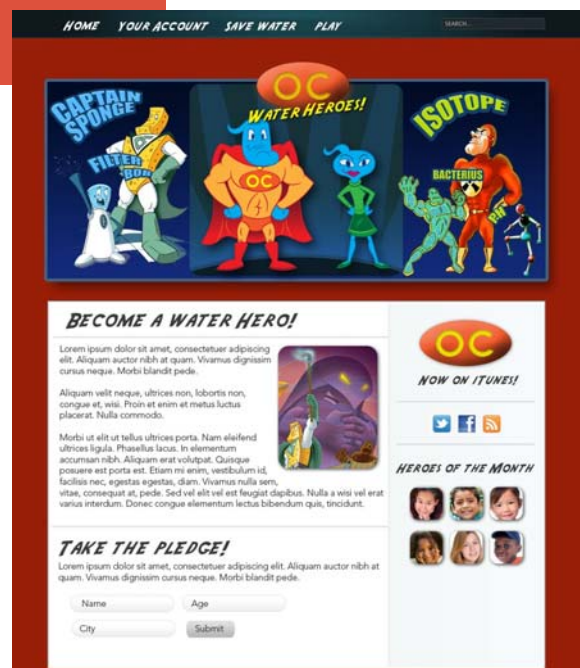 HOME YOUR ACCOUNT SAVE WATER PLAY
SEARCH...
CAPTAIN
SPONGE
FILTER
BOB
OC
WATER HEROES!
OC
ISOTOPE
BACTERIUS
P.H.
BECOME A WATER HERO!
Lorem ipsum dolor sit amet, consectetuer adipiscing
elit. Aliquam auctor nibh at quam. Vivamus dignissim
cursus neque. Morbi blandit pede.
Aliquam velit neque, ultrices non, lobortis non,
congue et, wisi. Proin et enim et metus luctus
placerat. Nulla commodo.
Morbi ut elit ut tellus ultrices porta. Nam eleifend
ultrices ligula. Phasellus lacus. In elementum
accumsan nibh. Aliquam erat volutpat. Quisque
posuere est porta est. Etiam mi enim, vestibulum id,
facilisis nec, egestas egestas, diam. Vivamus nulla sem,
vitae, consequat at, pede. Sed vel elit vel est feugiat dapibus. Nulla a wisi vel erat
varius interdum. Donec congue elementum lectus bibendum quis, tincidunt.
TAKE THE PLEDGE!
Lorem ipsum dolor sit amet, consectetuer adipiscing elit. Aliquam auctor nibh at
quam. Vivamus dignissim cursus neque. Morbi blandit pede.
Name Age
City Submit
OC
NOW ON ITUNES!
HEROES OF THE MONTH